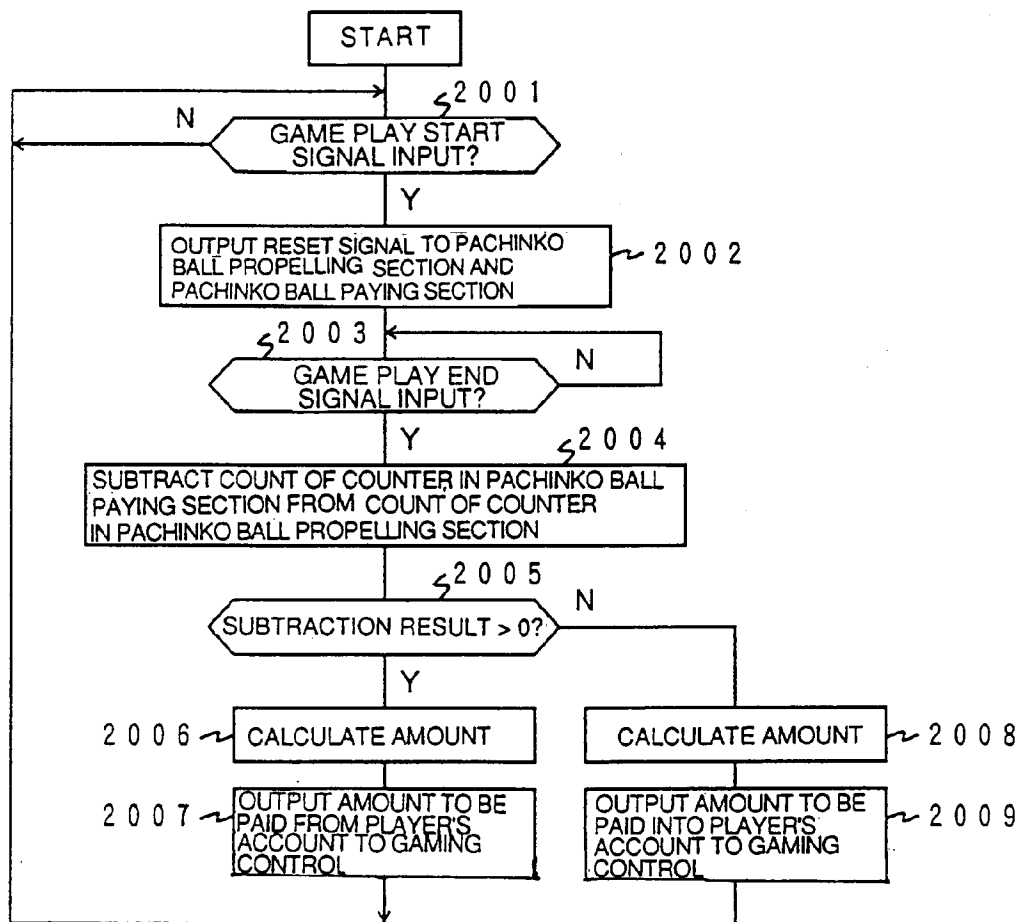 START
2001
N
GAME PLAY START
SIGNAL INPUT?
Y
OUTPUT RESET SIGNAL TO PACHINKO
BALL PROPELLING SECTION AND
PACHINKO BALL PAYING SECTION
2002
2003
N
GAME PLAY END
SIGNAL INPUT?
Y
2004
SUBTRACT COUNT OF COUNTER IN PACHINKO BALL
PAYING SECTION FROM COUNT OF COUNTER
IN PACHINKO BALL PROPELLING SECTION
2005
N
SUBTRACTION RESULT > 0?
Y
2006
CALCULATE AMOUNT
CALCULATE AMOUNT
2008
2007
OUTPUT AMOUNT TO BE
PAID FROM PLAYER'S
ACCOUNT TO GAMING
CONTROL
OUTPUT AMOUNT TO BE
PAID INTO PLAYER'S
ACCOUNT TO GAMING
CONTROL
2009